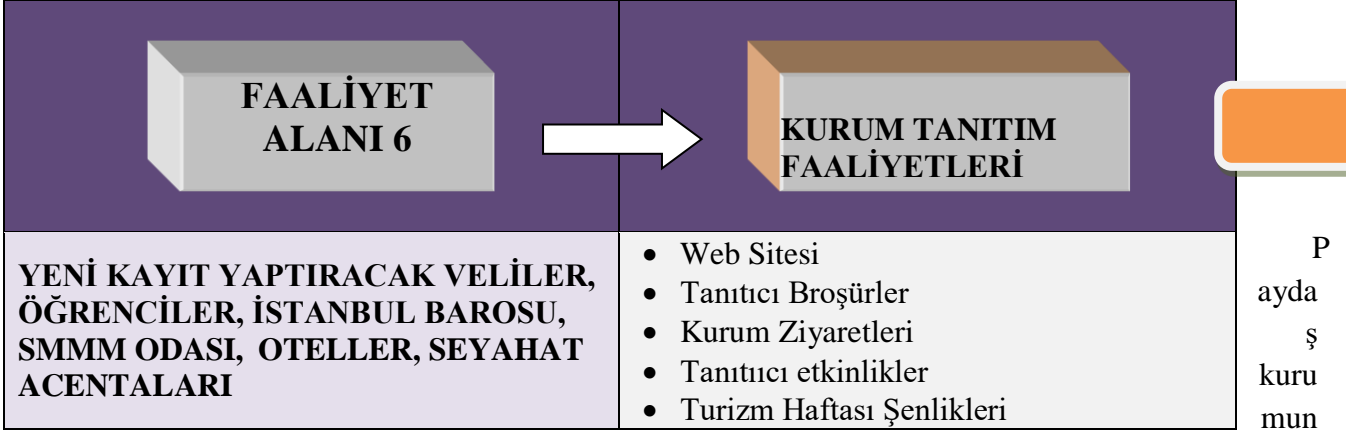 FAALİYET
ALANI 6
KURUM TANITIM
FAALİYETLERİ
YENİ KAYIT YAPTIRACAK VELİLER,
ÖĞRENCİLER, İSTANBUL BAROSU,
SMMM ODASI, OTELLER, SEYAHAT
ACENTALARI
• Web Sitesi
• Tanıtıcı Broşürler
• Kurum Ziyaretleri
• Tanıtııcı etkinlikler
• Turizm Haftası Şenlikleri
P
ayda
ş
kuru
mun